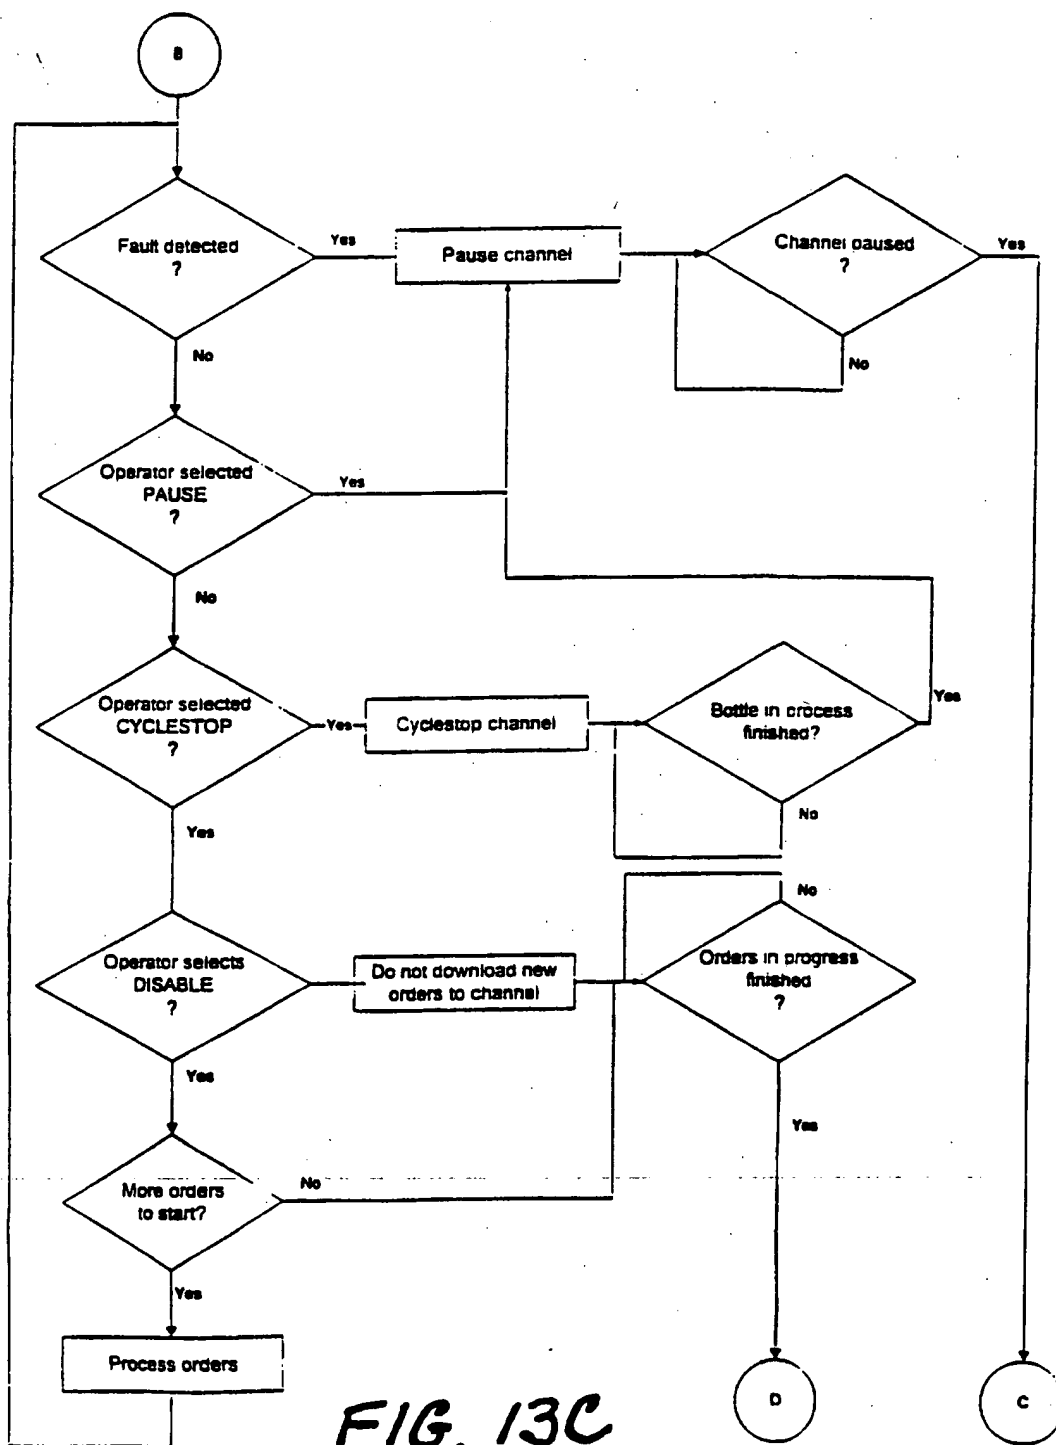 B
Fault detected
?
Yes
Pause channel
Channel paused
?
Yes
No
No
Operator selected
PAUSE
?
Yes
No
Operator selected
CYCLESTOP
?
Yes
Cyclestop channel
Bottle in process
finished?
Yes
No
Yes
No
Operator selects
DISABLE
?
Do not download new
orders to channel
Orders in progress
finished
?
Yes
Yes
More orders
to start?
No
Yes
Process orders
D
C
FIG. 13C